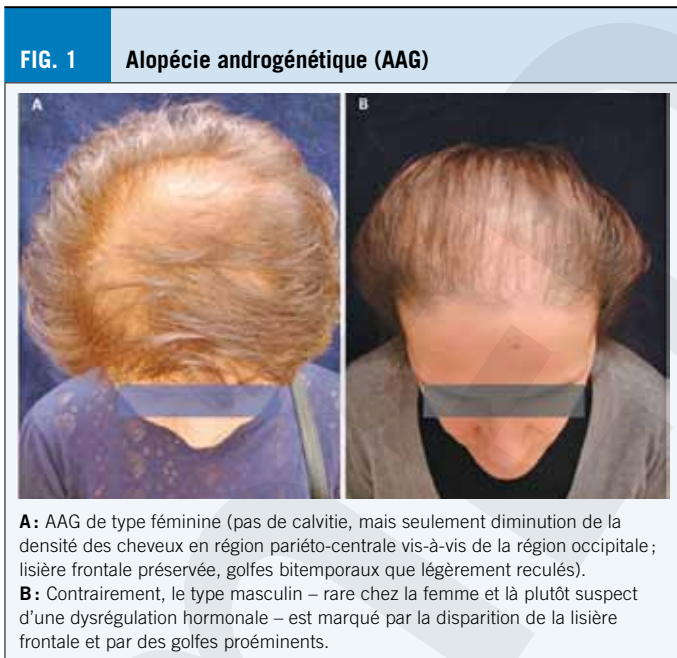 FIG. 1 Alopécie androgénétique (AAG)
A B
A : AAG de type féminine (pas de calvitie, mais seulement diminution de la
densité des cheveux en région pariéto-centrale vis-à-vis de la région occipitale ;
lisière frontale préservée, golfes bitemporaux que légèrement reculés).
B : Contrairement, le type masculin – rare chez la femme et là plutôt suspect
d'une dysrégulation hormonale – est marqué par la disparition de la lisière
frontale et par des golfes proéminents.